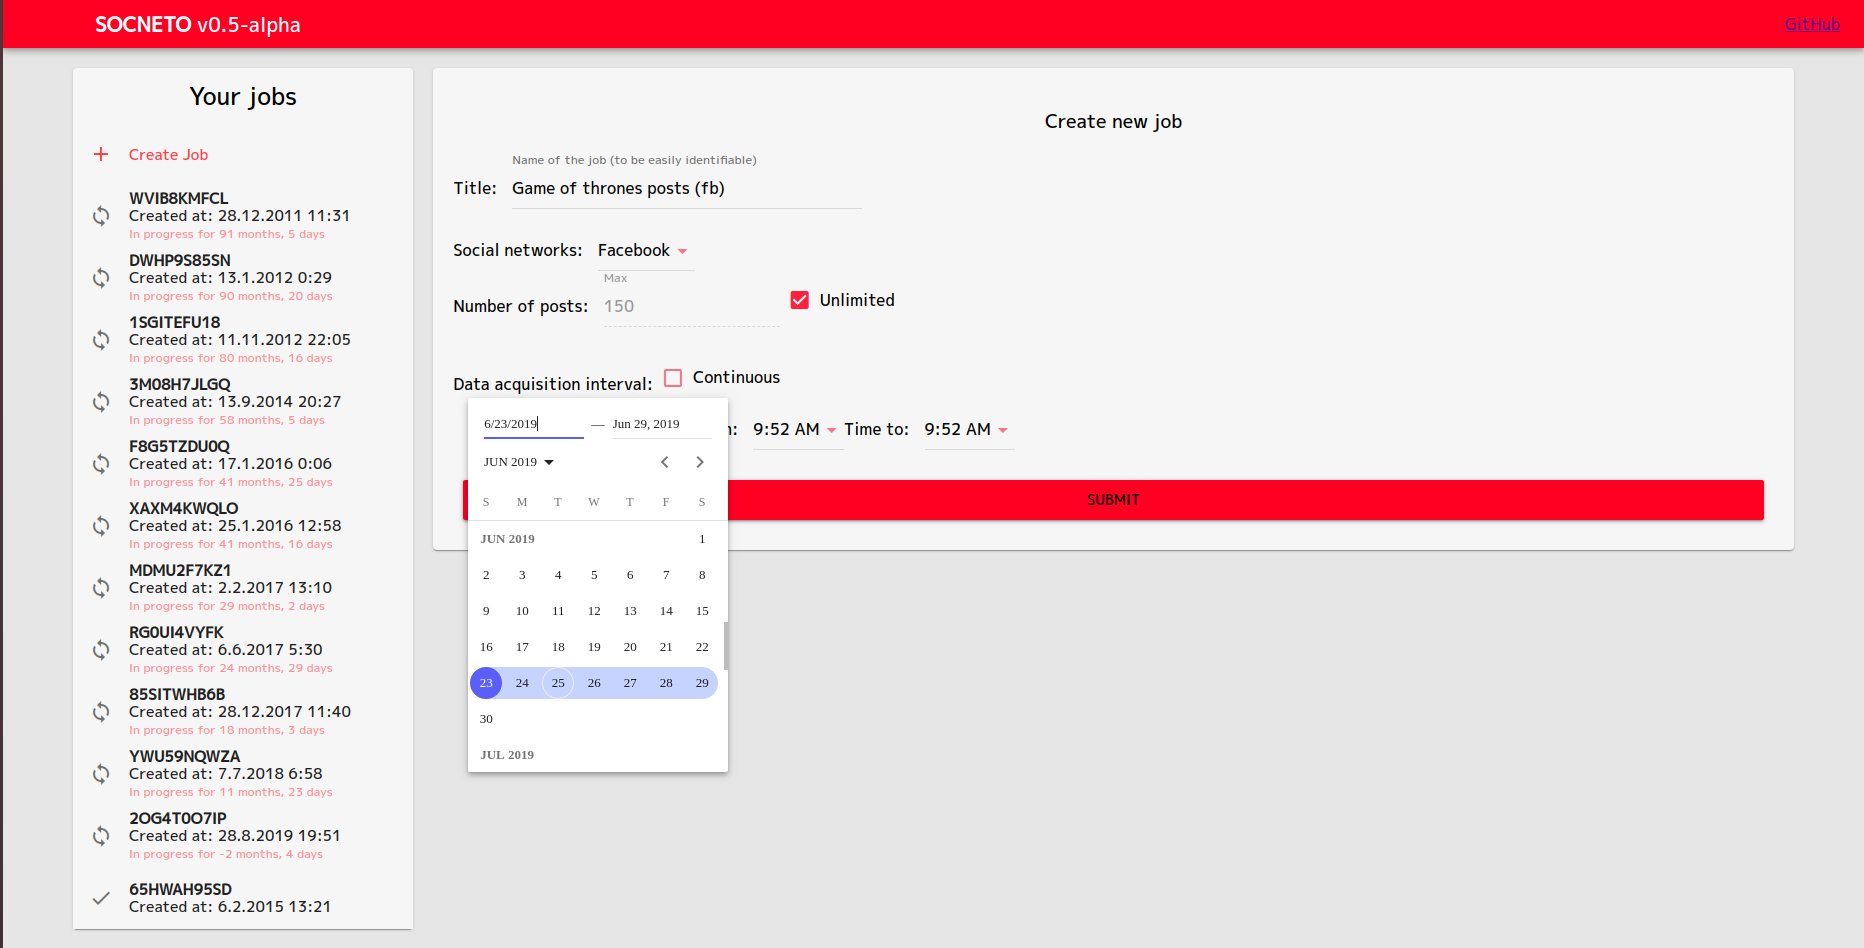 SOCNETO v0.5-alpha
GitHub
Your jobs
Create Job
WVIB8KMFCL
Created at: 28.12.2011 11:31
In progress for 91 months, 5 days
DWHP9S85SN
Created at: 13.1.2012 0:29
In progress for 90 months, 20 days
1SGITEFU18
Created at: 11.11.2012 22:05
In progress for 80 months, 16 days
3M08H7JLGQ
Created at: 13.9.2014 20:27
In progress for 58 months, 5 days
F8G5TZDU0Q
Created at: 17.1.2016 0:06
In progress for 41 months, 25 days
XAXM4KWQLO
Created at: 25.1.2016 12:58
In progress for 41 months, 16 days
MDMU2F7KZ1
Created at: 2.2.2017 13:10
In progress for 29 months, 2 days
RG0UI4VYFK
Created at: 6.6.2017 5:30
In progress for 24 months, 29 days
85SITWHB6B
Created at: 28.12.2017 11:40
In progress for 18 months, 3 days
YWU59NQWZA
Created at: 7.7.2018 6:58
In progress for 11 months, 23 days
2OG4T0O7IP
Created at: 28.8.2019 19:51
In progress for -2 months, 4 days
65HWAH95SD
Created at: 6.2.2015 13:21
Create new job
Name of the job (to be easily identifiable)
Title: Game of thrones posts (fb)
Social networks: Facebook
Max
Number of posts: 150 Unlimited
Data acquisition interval: Continuous
6/23/2019 — Jun 29, 2019
9:52 AM Time to: 9:52 AM
JUN 2019
S M T W T F S
SUBMIT
JUN 2019 1
2 3 4 5 6 7 8
9 10 11 12 13 14 15
16 17 18 19 20 21 22
23 24 25 26 27 28 29
30
JUL 2019